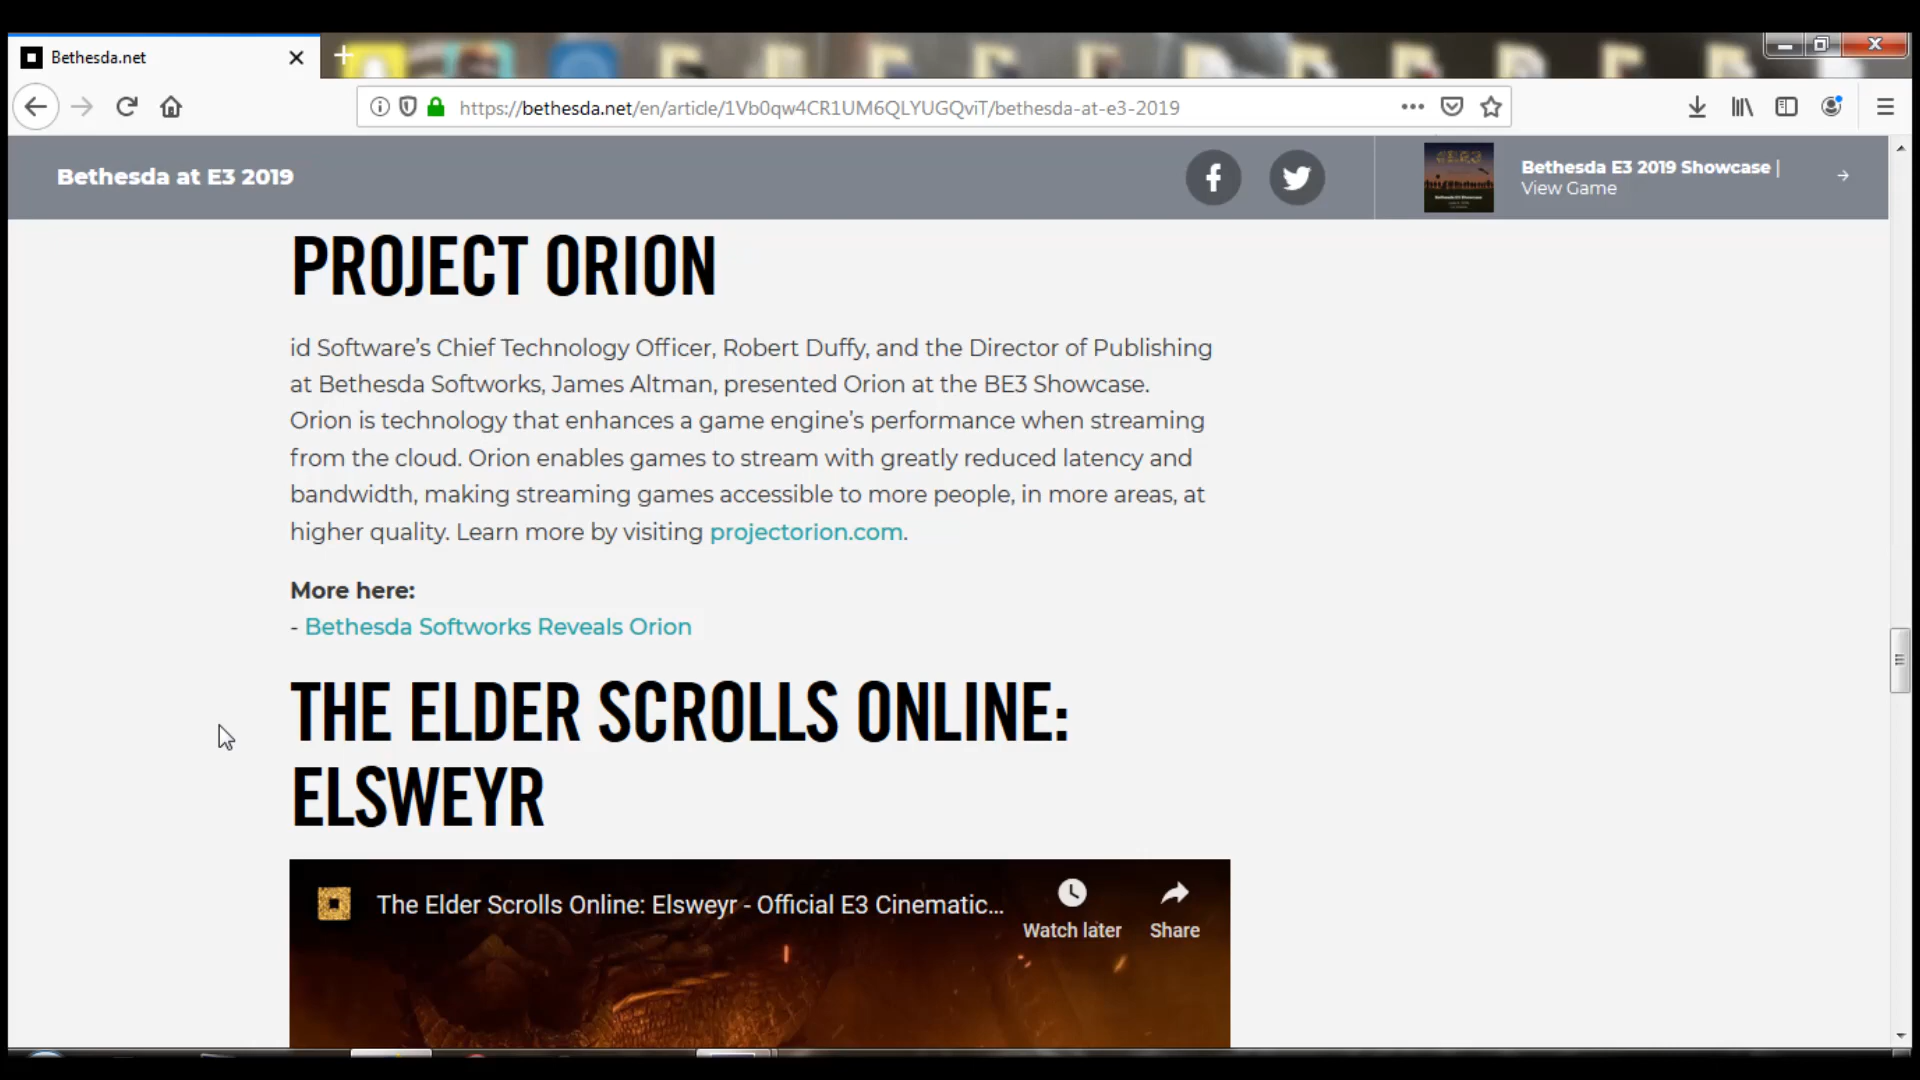 Bethesda.net
https://bethesda.net/en/article/1Vb0qw4CR1UM6QLYUGQviT/bethesda-at-e3-2019
Bethesda at E3 2019
Bethesda E3 2019 Showcase |
View Game
PROJECT ORION
id Software’s Chief Technology Officer, Robert Duffy, and the Director of Publishing
at Bethesda Softworks, James Altman, presented Orion at the BE3 Showcase.
Orion is technology that enhances a game engine’s performance when streaming
from the cloud. Orion enables games to stream with greatly reduced latency and
bandwidth, making streaming games accessible to more people, in more areas, at
higher quality. Learn more by visiting projectorion.com.
More here:
- Bethesda Softworks Reveals Orion
THE ELDER SCROLLS ONLINE:
ELSWEYR
The Elder Scrolls Online: Elsweyr - Official E3 Cinematic...
Watch later
Share